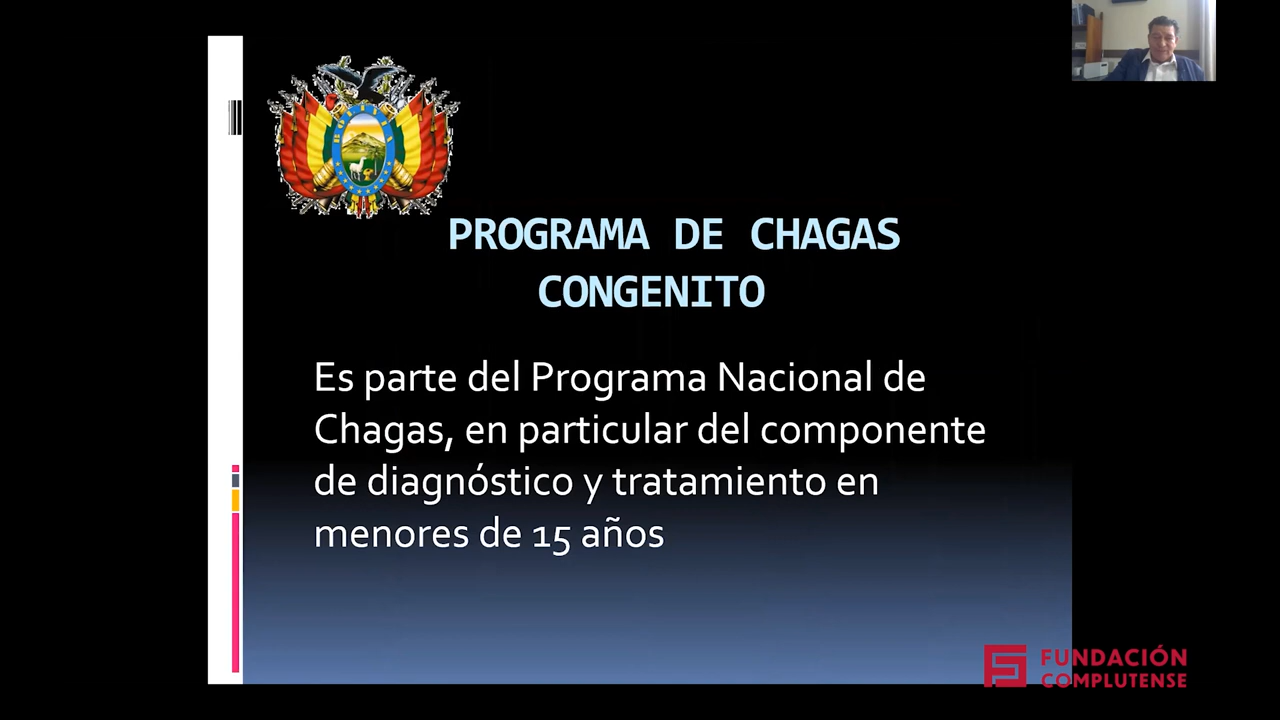 PROGRAMA DE CHAGAS
CONGENITO
Es parte del Programa Nacional de
Chagas, en particular del componente
de diagnóstico y tratamiento en
menores de 15 años
FUNDACIÓN
COMPLUTENSE